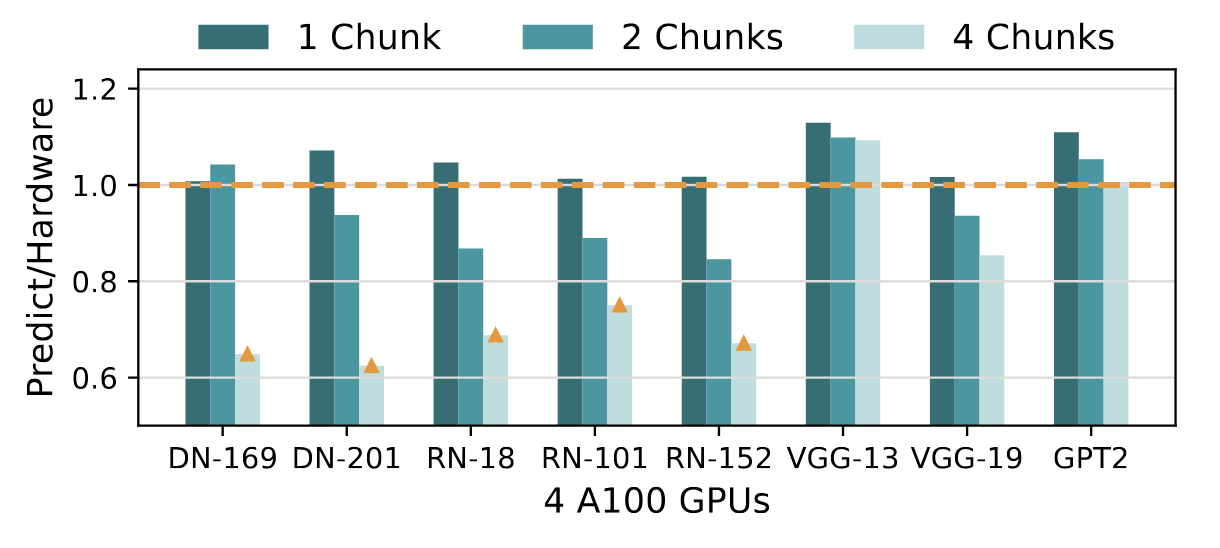 1 Chunk 2 Chunks 4 Chunks
Predict/Hardware
1.2
1.0
0.8
0.6
DN-169 DN-201 RN-18 RN-101 RN-152 VGG-13 VGG-19 GPT2
4 A100 GPUs